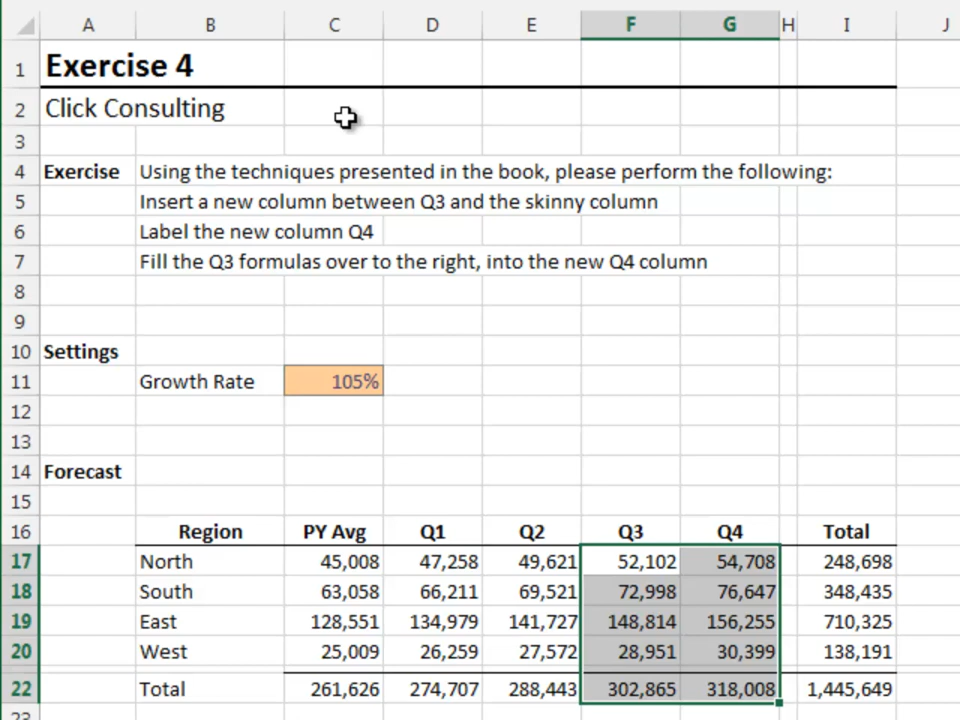 A B C D E F G H I J
1 Exercise 4
2 Click Consulting
3
4 Exercise Using the techniques presented in the book, please perform the following:
5 Insert a new column between Q3 and the skinny column
6 Label the new column Q4
7 Fill the Q3 formulas over to the right, into the new Q4 column
8
9
10 Settings
11 Growth Rate 105%
12
13
14 Forecast
15
16 Region PY Avg Q1 Q2 Q3 Q4 Total
17 North 45,008 47,258 49,621 52,102 54,708 248,698
18 South 63,058 66,211 69,521 72,998 76,647 348,435
19 East 128,551 134,979 141,727 148,814 156,255 710,325
20 West 25,009 26,259 27,572 28,951 30,399 138,191
22 Total 261,626 274,707 288,443 302,865 318,008 1,445,649
23